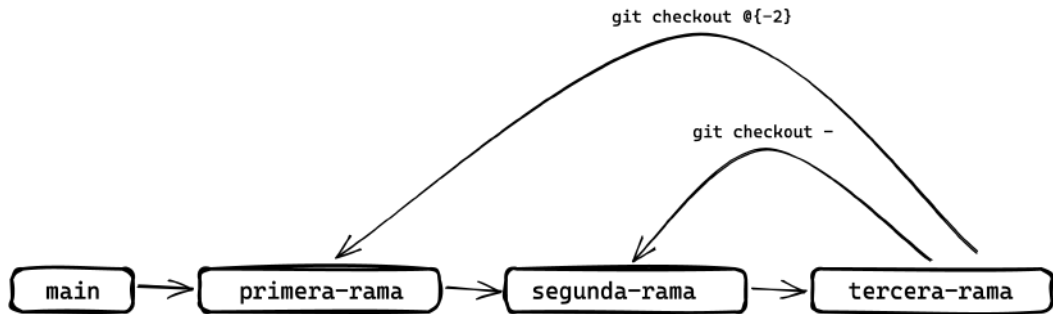 git checkout @{-2}
git checkout -
main
primera-rama
segunda-rama
tercera-rama